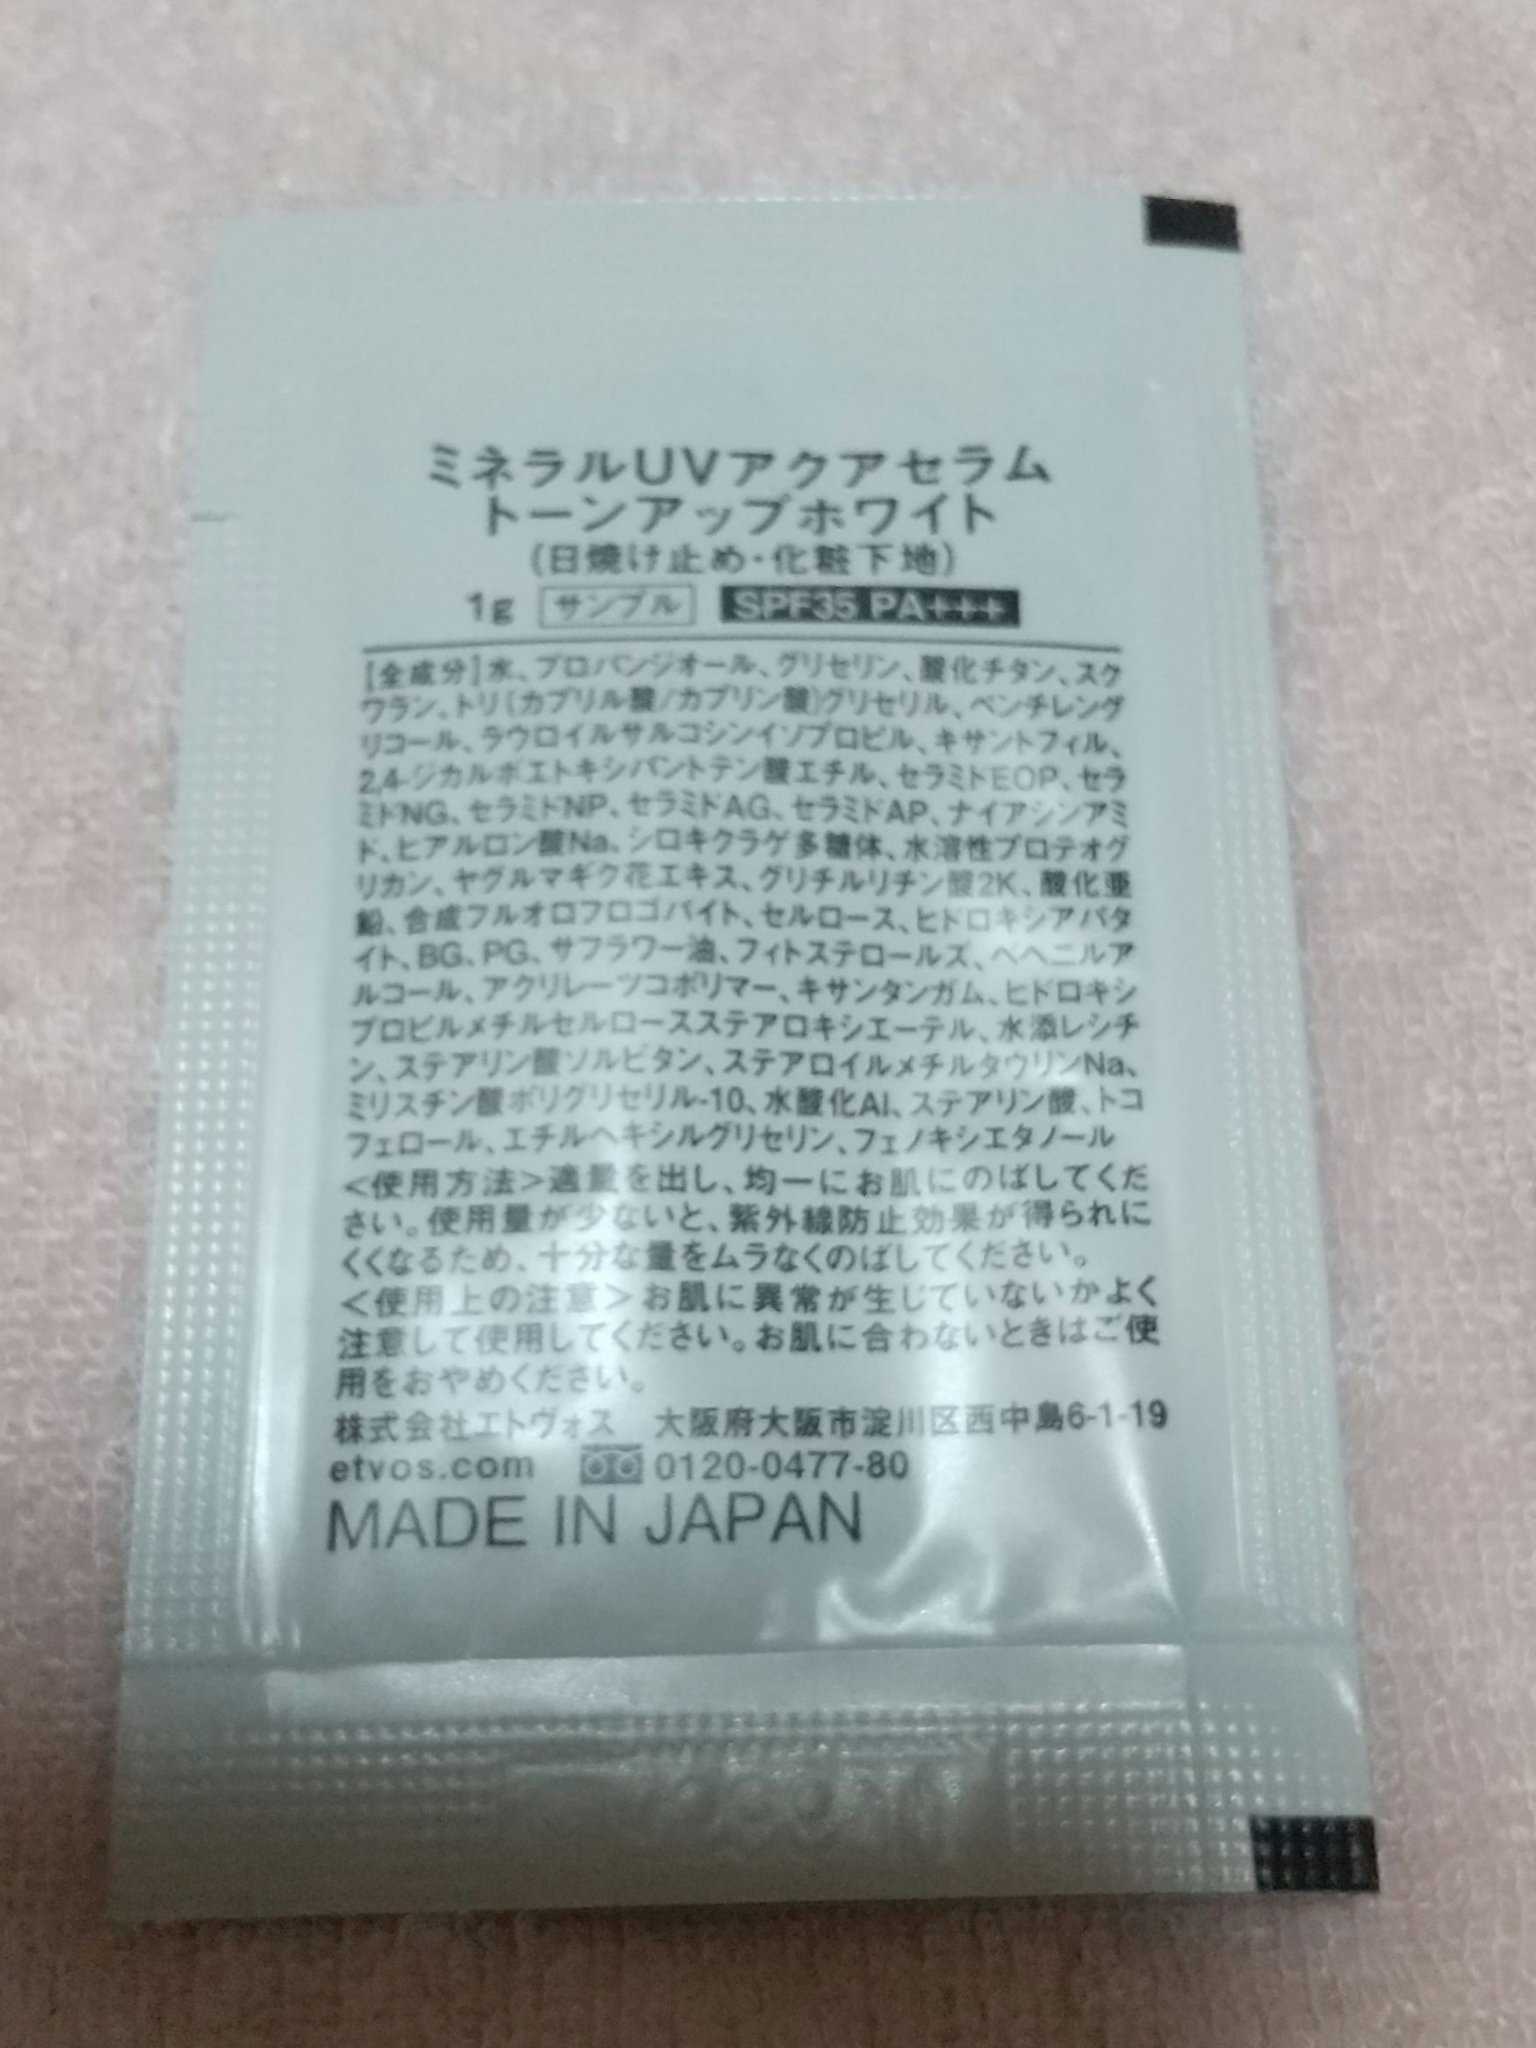 ミネラルUVアクアセラム
トーンアップホワイト
(日焼け止め・化粧下地)
1g サンプル SPF35 PA+++
[全成分]水、プロパンジオール、グリセリン、酸化チタン、スク
ワラン、トリ(カプリル酸/カプリン酸)グリセリル、ペンチレング
リコール、ラウロイルサルコシンイソプロピル、キサントフィル、
2,4-ジカルボエトキシパントテン酸エチル、セラミドEOP、セラ
ミドNG、セラミドNP、セラミドAG、セラミドAP、ナイアシンアミ
ド、ヒアルロン酸Na、シロキクラゲ多糖体、水溶性プロテオグ
リカン、ヤグルマギク花エキス、グリチルリチン酸2K、酸化亜
鉛、合成フルオロフロゴパイト、セルロース、ヒドロキシアパタ
イト、BG、PG、サフラワー油、フィトステロールズ、ベヘニルア
ルコール、アクリレーツコポリマー、キサンタンガム、ヒドロキシ
プロピルメチルセルロースステアロキシエーテル、水添レシチ
ン、ステアリン酸ソルビタン、ステアロイルメチルタウリンNa、
ミリスチン酸ポリグリセリル-10、水酸化Al、ステアリン酸、トコ
フェロール、エチルヘキシルグリセリン、フェノキシエタノール
<使用方法>適量を出し、均一にお肌にのばしてくだ
さい。使用量が少ないと、紫外線防止効果が得られに
くくなるため、十分な量をムラなくのばしてください。
<使用上の注意>お肌に異常が生じていないかよく
注意して使用してください。お肌に合わないときはご使
用をおやめください。
株式会社エトヴォス 大阪府大阪市淀川区西中島6-1-19
etvos.com 0120-0477-80
MADE IN JAPAN